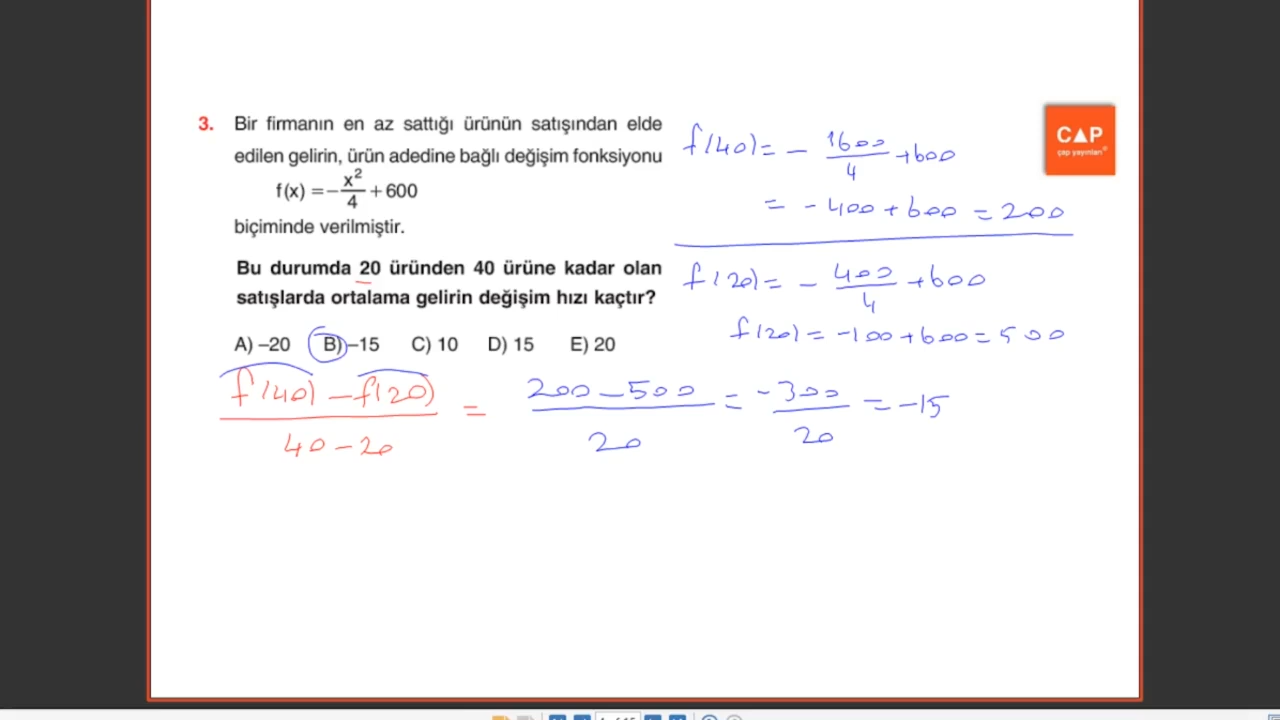 3. Bir firmanın en az sattığı ürünün satışından elde
edilen gelirin, ürün adedine bağlı değişim fonksiyonu
f(x) = -x²/4 + 600
biçiminde verilmiştir.
Bu durumda 20 üründen 40 ürüne kadar olan
satışlarda ortalama gelirin değişim hızı kaçtır?
A) –20 B) –15 C) 10 D) 15 E) 20
f(40) = - 1600/4 + 600
= - 400 + 600 = 200
f(20) = - 400/4 + 600
f(20) = -100 + 600 = 500
f(40) - f(20) / 40 - 20 = 200 - 500 / 20 = -300/20 = -15
ÇAP
çap yayınları